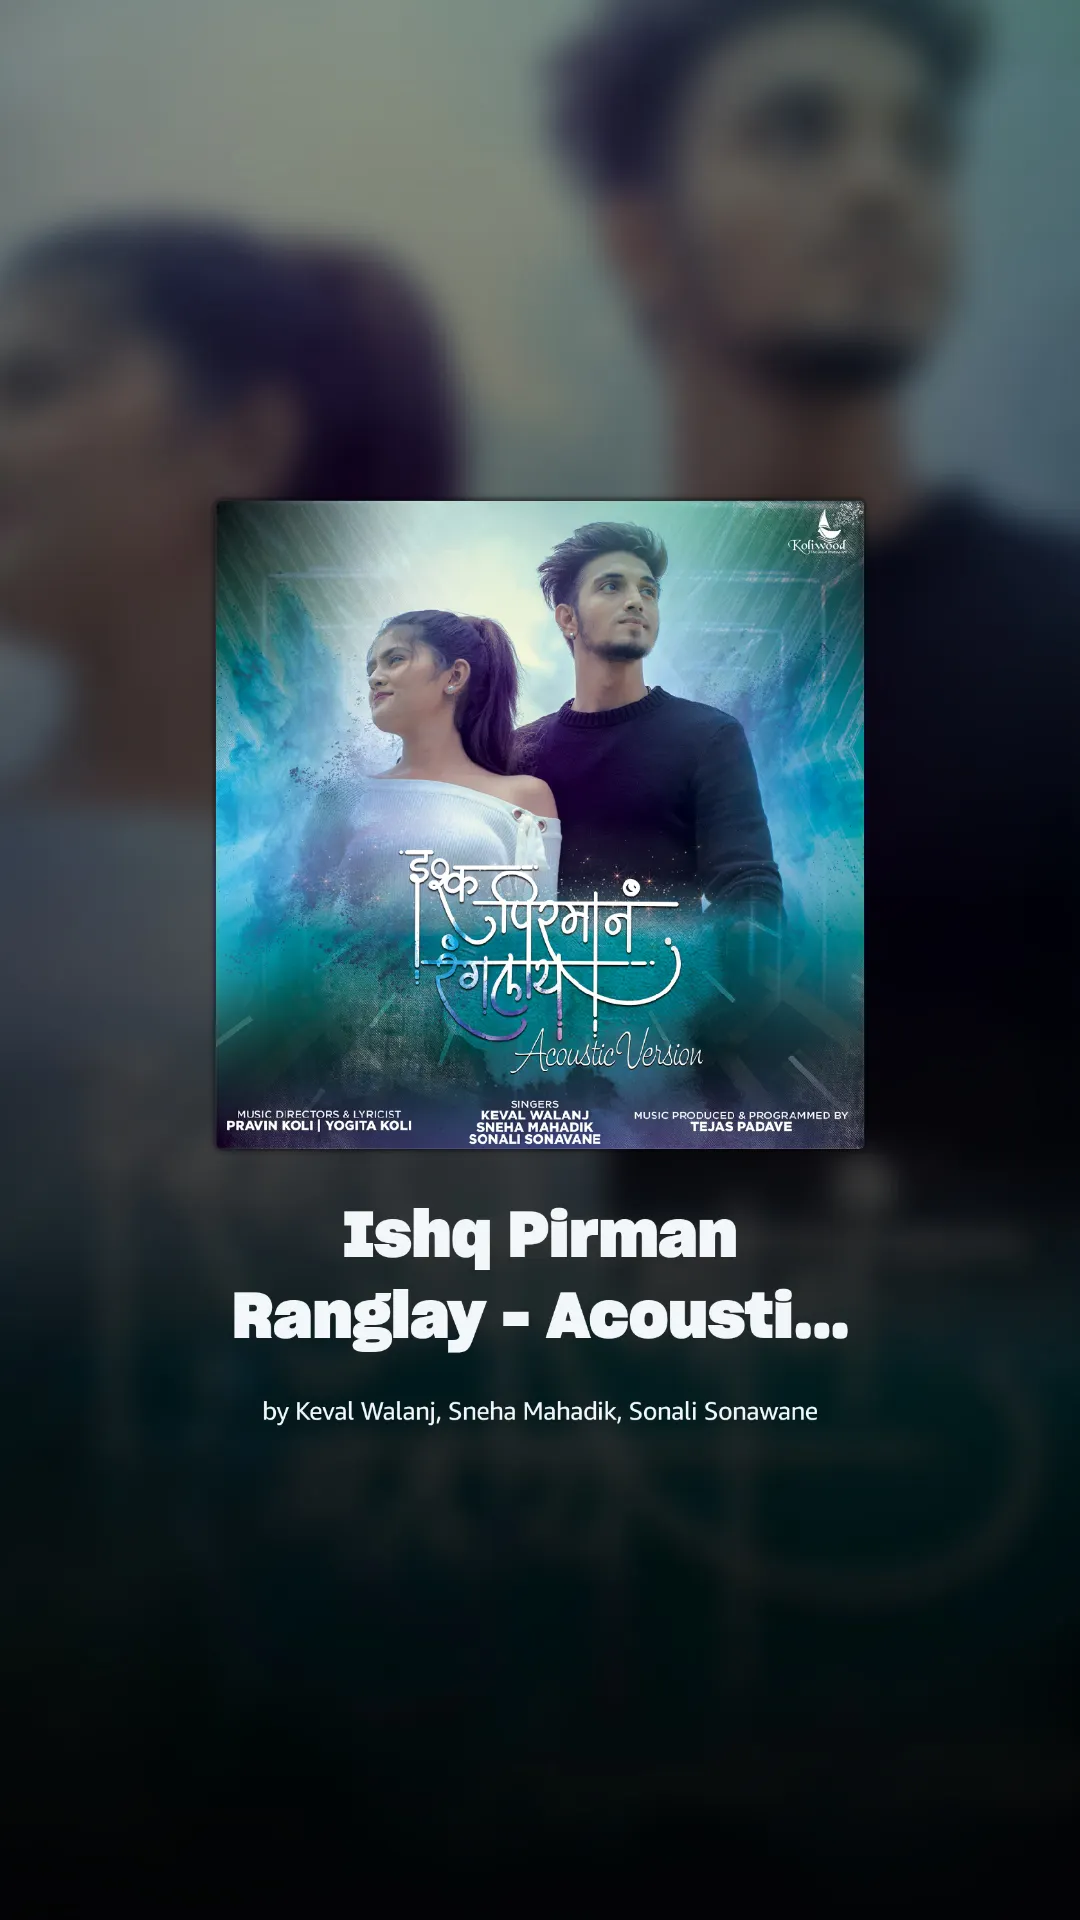 Koliwood
इश्क
पिरमानं
रंगलाय
Acoustic Version
MUSIC DIRECTORS & LYRICIST
PRAVIN KOLI | YOGITA KOLI
SINGERS
KEVAL WALANJ
SNEHA MAHADIK
SONALI SONAVANE
MUSIC PRODUCED & PROGRAMMED BY
TEJAS PADAVE
Ishq Pirman
Ranglay - Acousti...
by Keval Walanj, Sneha Mahadik, Sonali Sonawane